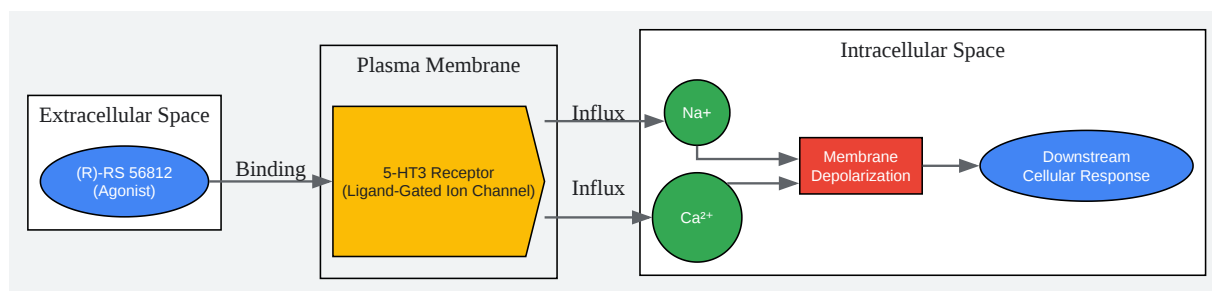 Extracellular Space
(R)-RS 56812
(Agonist)
Binding
Plasma Membrane
5-HT3 Receptor
(Ligand-Gated Ion Channel)
Influx
Influx
Intracellular Space
Na+
Ca²⁺
Membrane
Depolarization
Downstream
Cellular Response